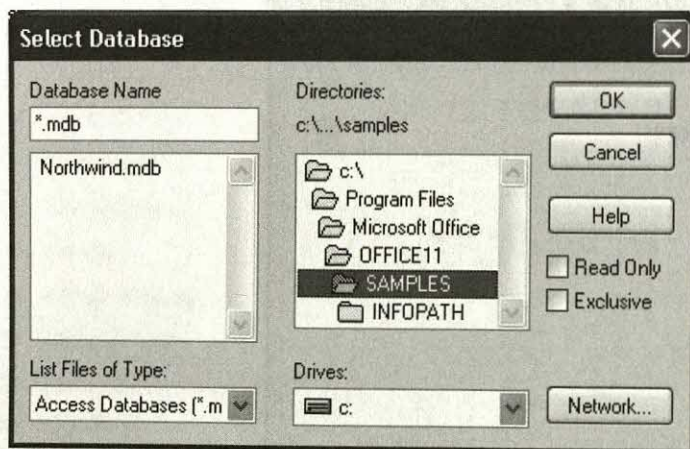 Select Database
Database Name
*.mdb
Northwind.mdb
List Files of Type:
Access Databases (*.m
Directories:
c:\...\samples
c:\
Program Files
Microsoft Office
OFFICE11
SAMPLES
INFOPATH
Drives:
c:
OK
Cancel
Help
Read Only
Exclusive
Network...